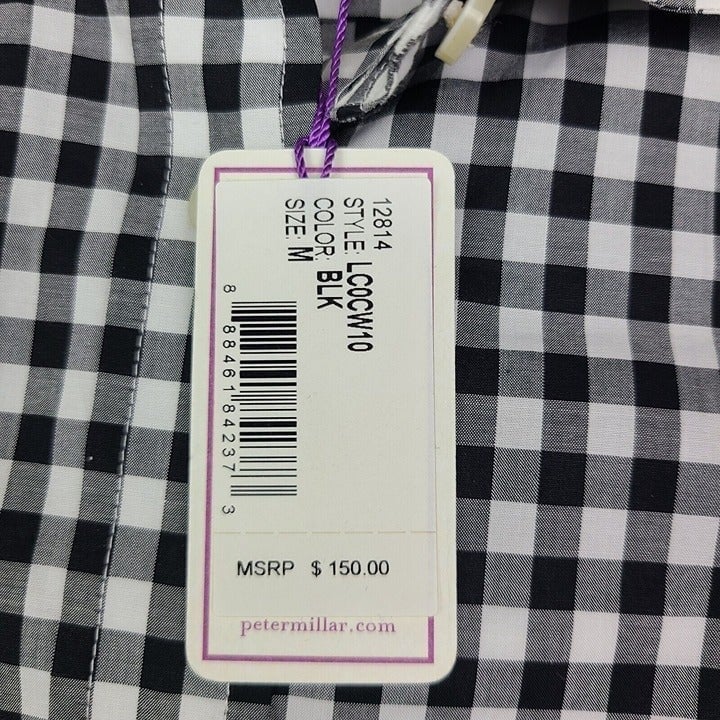 12814
STYLE: LC0CW10
COLOR: BLK
SIZE: M
8 88461 84237 3
MSRP $ 150.00
petermillar.com